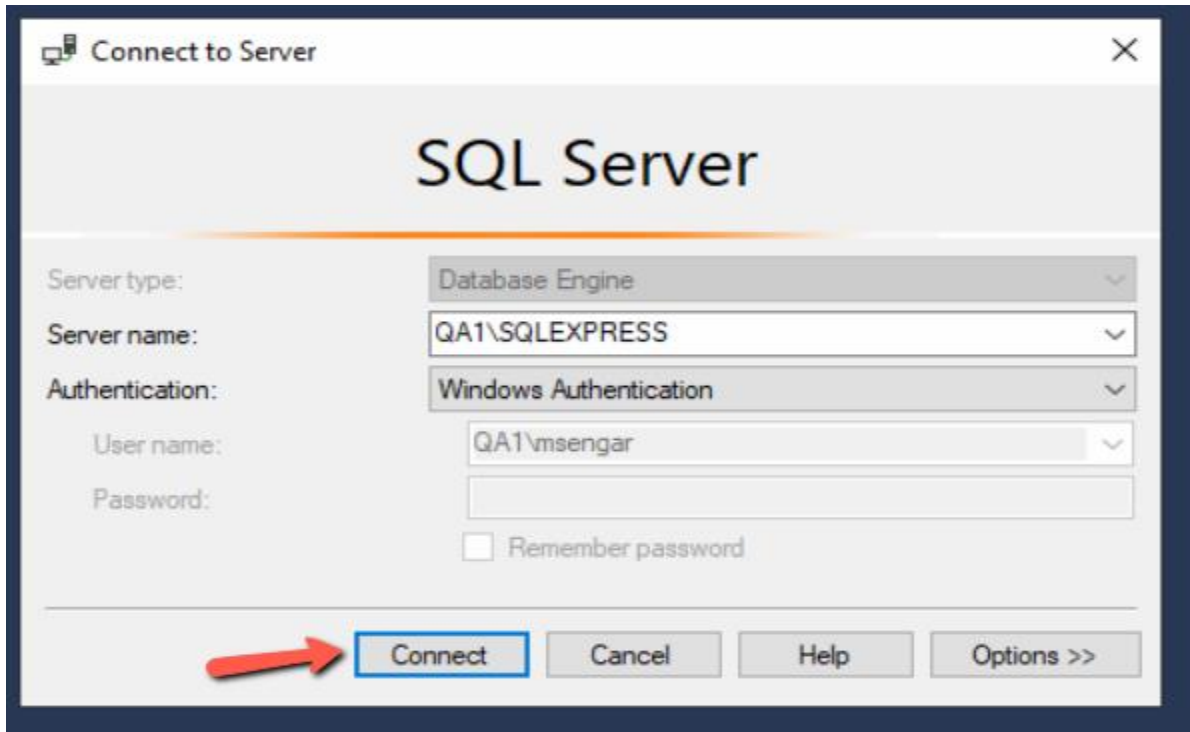 Connect to Server
SQL Server
Server type: Database Engine
Server name: QA1\SQLEXPRESS
Authentication: Windows Authentication
User name: QA1\msengar
Password:
Remember password
Connect Cancel Help Options >>